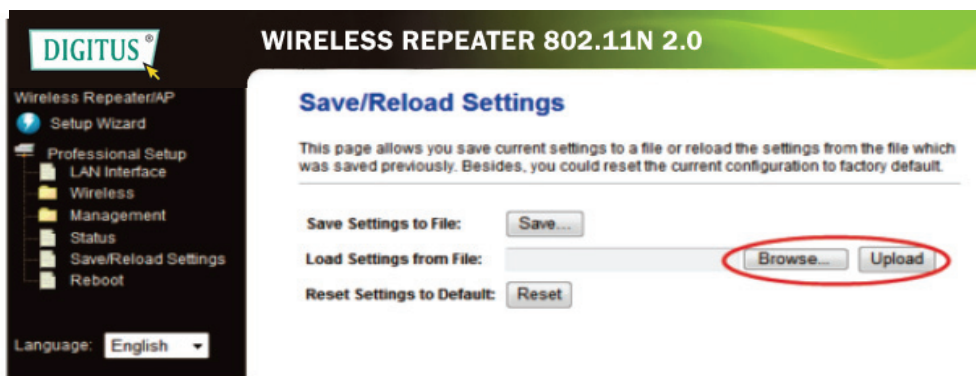 DIGITUS®
WIRELESS REPEATER 802.11N 2.0
Wireless Repeater/AP
Setup Wizard
Professional Setup
LAN Interface
Wireless
Management
Status
Save/Reload Settings
Reboot
Language: English
Save/Reload Settings
This page allows you save current settings to a file or reload the settings from the file which
was saved previously. Besides, you could reset the current configuration to factory default.
Save Settings to File: Save...
Load Settings from File: Browse... Upload
Reset Settings to Default: Reset